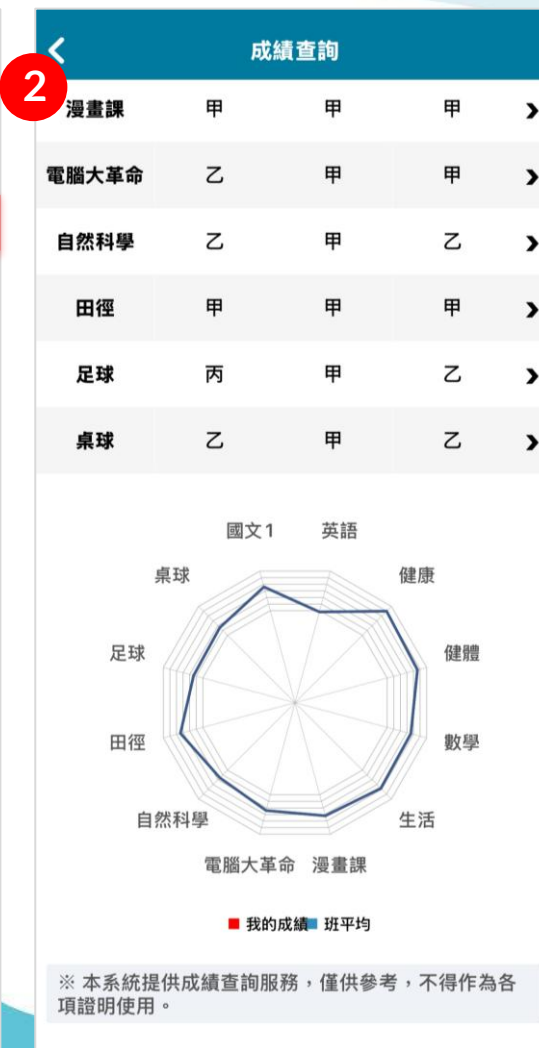 成績查詢
2
漫畫課 甲 甲 甲
電腦大革命 乙 甲 甲
自然科學 乙 甲 乙
田徑 甲 甲 甲
足球 丙 甲 乙
桌球 乙 甲 乙
國文1 英語
桌球 健康
足球 健體
田徑 數學
自然科學 生活
電腦大革命 漫畫課
我的成績 班平均
※ 本系統提供成績查詢服務，僅供參考，不得作為各
項證明使用。